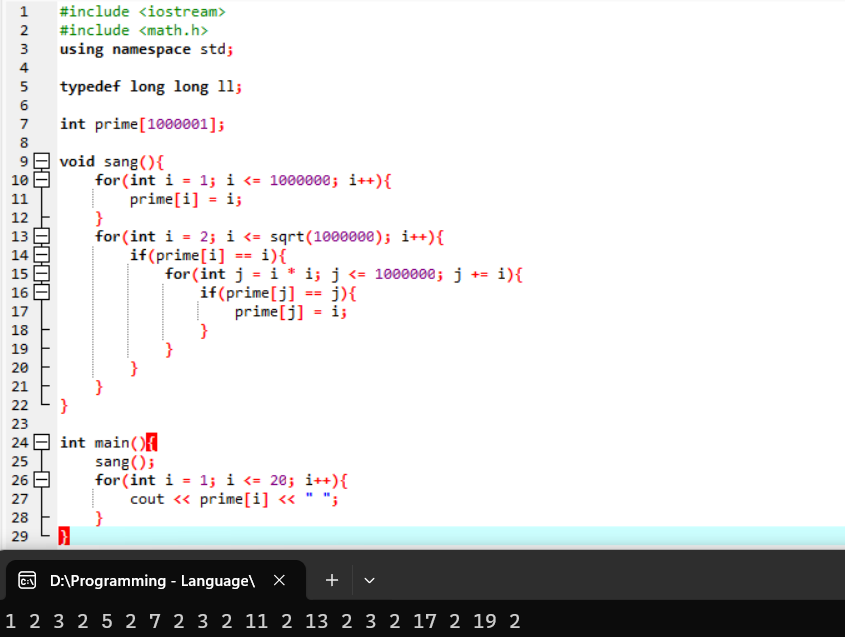 1 #include <iostream>
2 #include <math.h>
3 using namespace std;
4
5 typedef long long ll;
6
7 int prime[1000001];
8
9 void sang(){
10     for(int i = 1; i <= 1000000; i++){
11         prime[i] = i;
12     }
13     for(int i = 2; i <= sqrt(1000000); i++){
14         if(prime[i] == i){
15             for(int j = i * i; j <= 1000000; j += i){
16                 if(prime[j] == j){
17                     prime[j] = i;
18                 }
19             }
20         }
21     }
22 }
23
24 int main(){
25     sang();
26     for(int i = 1; i <= 20; i++){
27         cout << prime[i] << " ";
28     }
29 }
D:\Programming - Language\
1 2 3 2 5 2 7 2 3 2 11 2 13 2 3 2 17 2 19 2